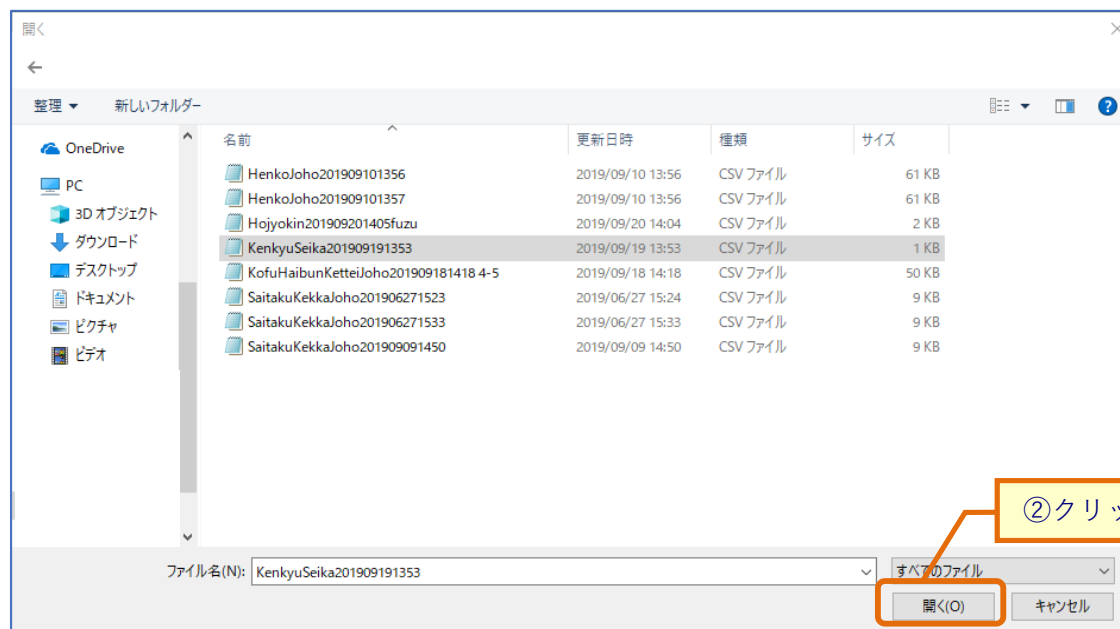 開く
整理 新しいフォルダー
名前 更新日時 種類 サイズ
OneDrive
PC
3D オブジェクト
ダウンロード
デスクトップ
ドキュメント
ピクチャ
ビデオ
HenkoJoho201909101356 2019/09/10 13:56 CSV ファイル 61 KB
HenkoJoho201909101357 2019/09/10 13:56 CSV ファイル 61 KB
Hojyokin201909201405fuzu 2019/09/20 14:04 CSV ファイル 2 KB
KenkyuSeika201909191353 2019/09/19 13:53 CSV ファイル 1 KB
KofuHaibunKetteiJoho201909181418 4-5 2019/09/18 14:18 CSV ファイル 50 KB
SaitakuKekkaJoho201906271523 2019/06/27 15:24 CSV ファイル 9 KB
SaitakuKekkaJoho201906271533 2019/06/27 15:33 CSV ファイル 9 KB
SaitakuKekkaJoho201909091450 2019/09/09 14:50 CSV ファイル 9 KB
②クリッ
ファイル名(N): KenkyuSeika201909191353 すべてのファイル
開く(O) キャンセル